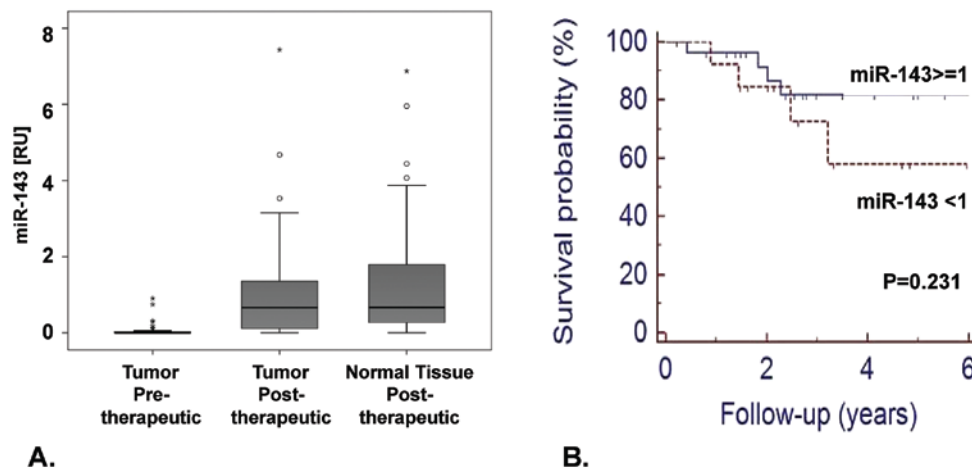 8
6
4
2
0
miR-143 [RU]
Tumor Tumor Normal Tissue
Pre- Post- Post-
therapeutic therapeutic therapeutic
A.
100
80
60
40
20
0
Survival probability (%)
miR-143>=1
miR-143 <1
P=0.231
0 2 4 6
Follow-up (years)
B.